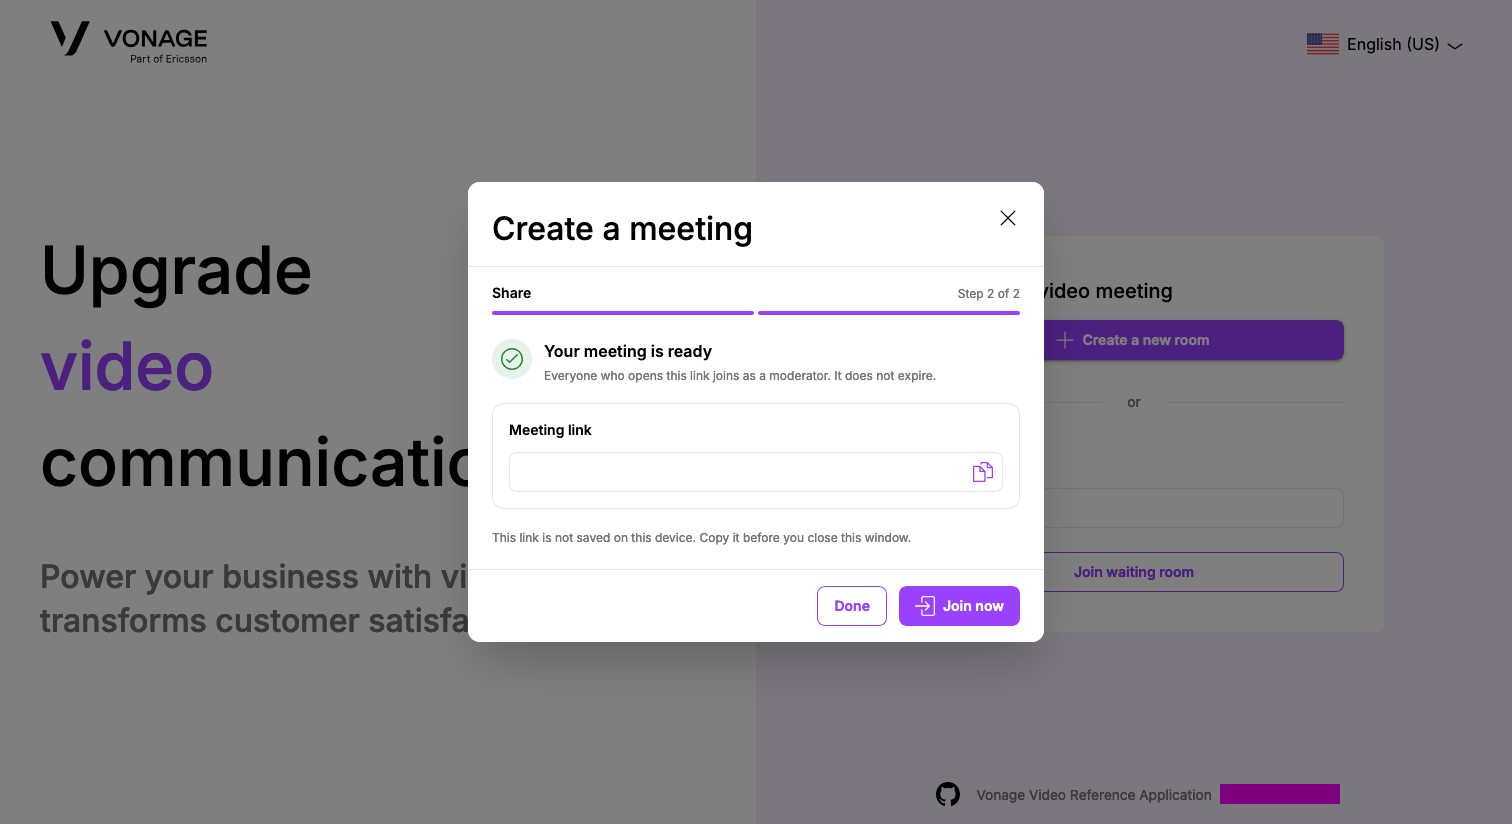 VONAGE
Part of Ericsson
English (US)
Upgrade
video
communicatio
Power your business with vi
transforms customer satisfa
Create a meeting
Share
Step 2 of 2
Your meeting is ready
Everyone who opens this link joins as a moderator. It does not expire.
Meeting link
This link is not saved on this device. Copy it before you close this window.
Done
Join now
video meeting
Create a new room
or
Join waiting room
Vonage Video Reference Application